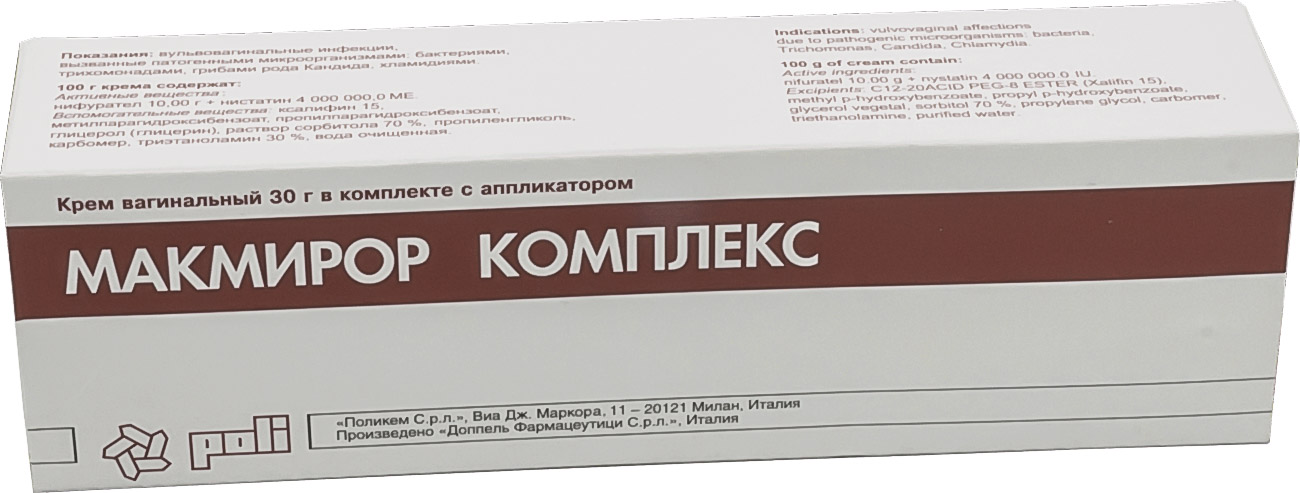 Показания: вульвовагинальные инфекции,
вызванные патогенными микроорганизмами: бактериями,
трихомонадами, грибами рода Кандида, хламидиями.
100 г крема содержат:
Активные вещества:
нифурател 10,00 г + нистатин 4 000 000,0 МЕ.
Вспомогательные вещества: ксалифин 15,
метилпарагидроксибензоат, пропилпарагидроксибензоат,
глицерол (глицерин), раствор сорбитола 70 %, пропиленгликоль,
карбомер, триэтаноламин 30 %, вода очищенная.
Indications: vulvovaginal affections
due to pathogenic microorganisms: bacteria,
Trichomonas, Candida, Chlamydia.
100 g of cream contain:
Active ingredients:
nifuratel 10.00 g + nystatin 4 000 000.0 IU.
Excipients: C12-20ACID PEG-8 ESTER (Xalifin 15),
methyl p-hydroxybenzoate, propyl p-hydroxybenzoate,
glycerol vegetal, sorbitol 70 %, propylene glycol, carbomer,
triethanolamine, purified water.
Крем вагинальный 30 г в комплекте с аппликатором
МАКМИРОР КОМПЛЕКС
poli
«Поликем С.р.л.», Виа Дж. Маркора, 11 – 20121 Милан, Италия
Произведено «Доппель Фармацеутици С.р.л.», Италия